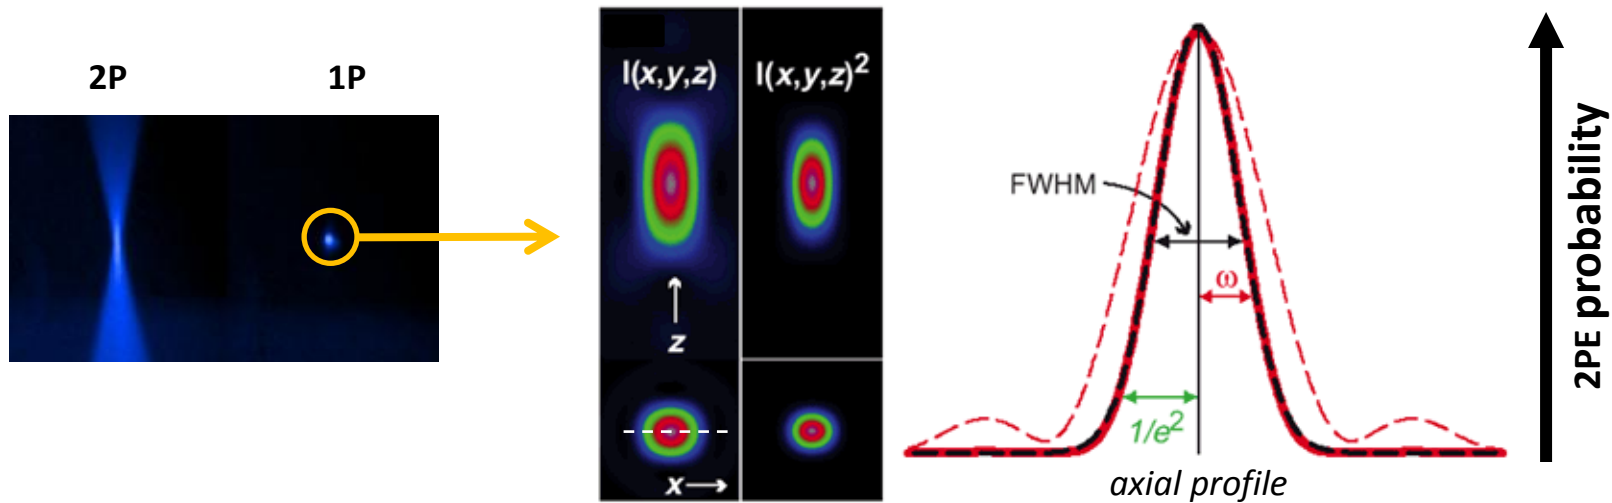 2P
1P
I(x,y,z)
I(x,y,z)²
z
x
FWHM
ω
1/e²
axial profile
2PE probability